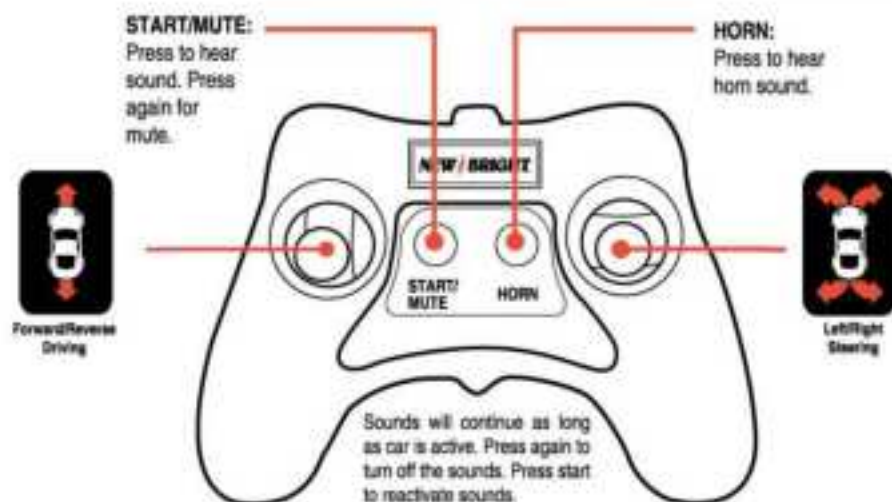 START/MUTE:
Press to hear
sound. Press
again for
mute.
HORN:
Press to hear
horn sound.
NEW BRIGHT
START/
MUTE
HORN
Forward/Reverse
Driving
Left/Right
Steering
Sounds will continue as long
as car is active. Press again to
turn off the sounds. Press start
to reactivate sounds.